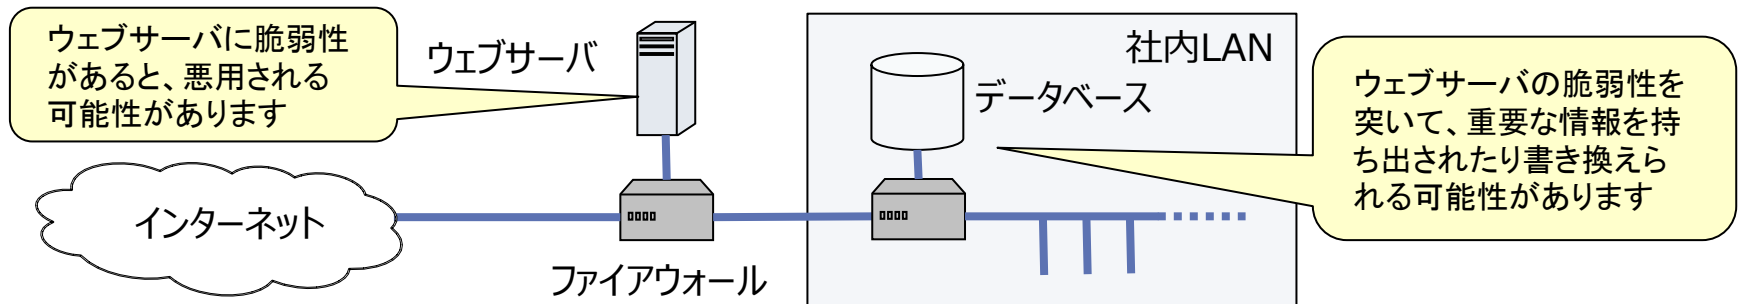 ウェブサーバに脆弱性
があると、悪用される
可能性があります
ウェブサーバ
社内LAN
データベース
ウェブサーバの脆弱性を
突いて、重要な情報を持
ち出されたり書き換えら
れる可能性があります
インターネット
ファイアウォール